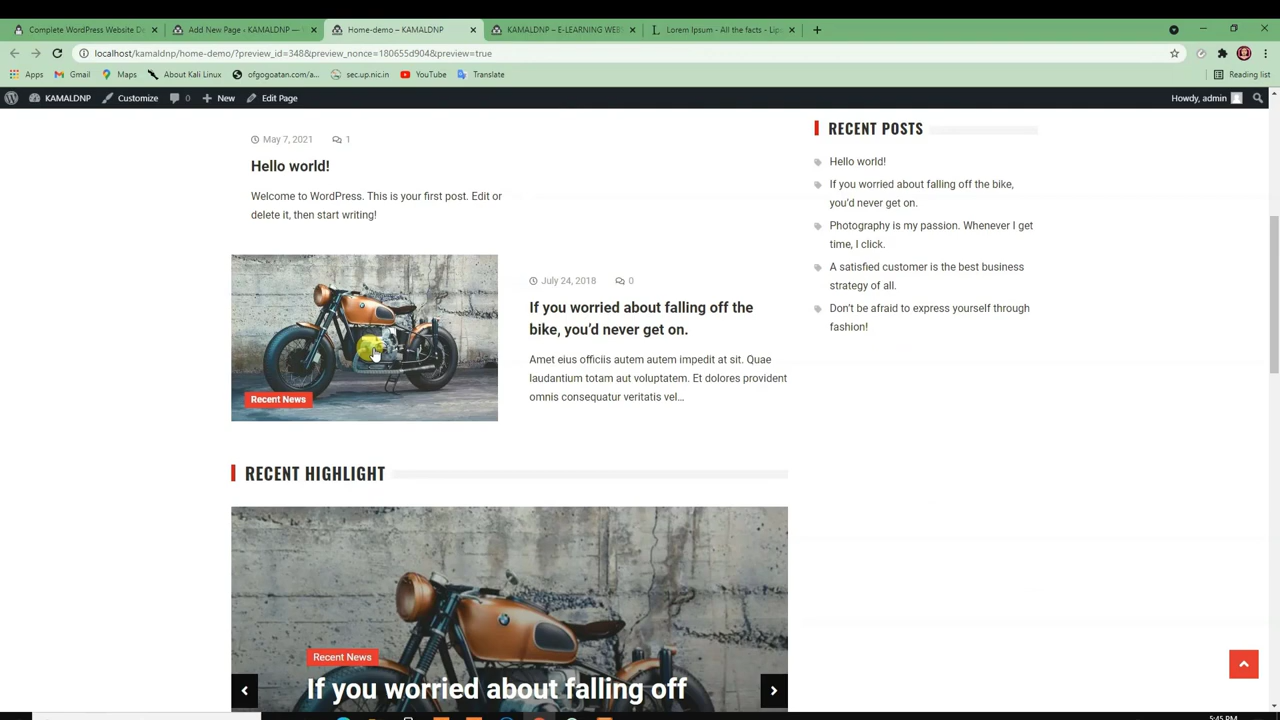 Complete WordPress Website D
Add New Page ‹ KAMALDNP —
Home-demo – KAMALDNP
KAMALDNP – E-LEARNING WEBS
Lorem Ipsum - All the facts - Lip
localhost/kamaldnp/home-demo/?preview_id=348&preview_nonce=180655d904&preview=true
Apps
Gmail
Maps
About Kali Linux
ofgogoatan.com/a...
sec.up.nic.in
YouTube
Translate
Reading list
KAMALDNP
Customize
0
New
Edit Page
Howdy, admin
May 7, 2021
1
Hello world!
Welcome to WordPress. This is your first post. Edit or
delete it, then start writing!
Recent News
July 24, 2018
0
If you worried about falling off the
bike, you’d never get on.
Amet eius officiis autem autem impedit at sit. Quae
laudantium totam aut voluptatem. Et dolores provident
omnis consequatur veritatis vel…
RECENT HIGHLIGHT
Recent News
If you worried about falling off
RECENT POSTS
Hello world!
If you worried about falling off the bike,
you’d never get on.
Photography is my passion. Whenever I get
time, I click.
A satisfied customer is the best business
strategy of all.
Don’t be afraid to express yourself through
fashion!
5:45 PM